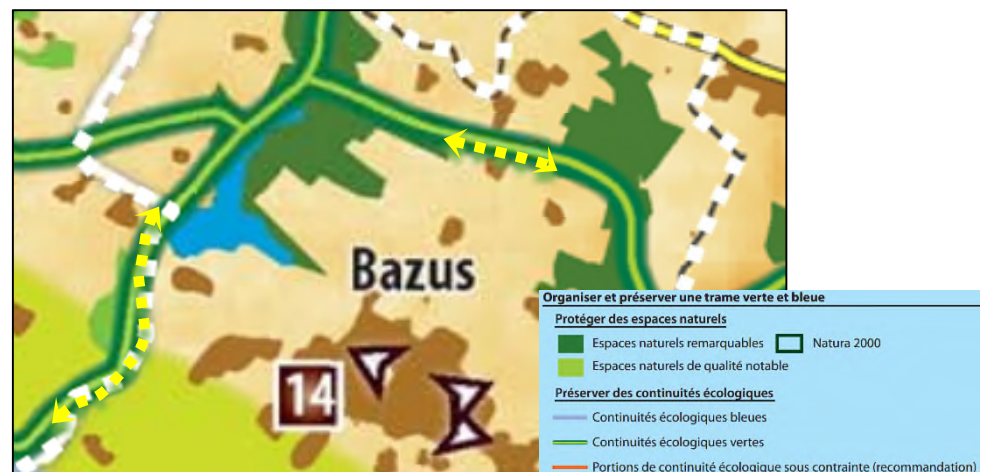 Bazus
14
Organiser et préserver une trame verte et bleue
Protéger des espaces naturels
Espaces naturels remarquables
Natura 2000
Espaces naturels de qualité notable
Préserver des continuités écologiques
Continuités écologiques bleues
Continuités écologiques vertes
Portions de continuité écologique sous contrainte (recommandation)